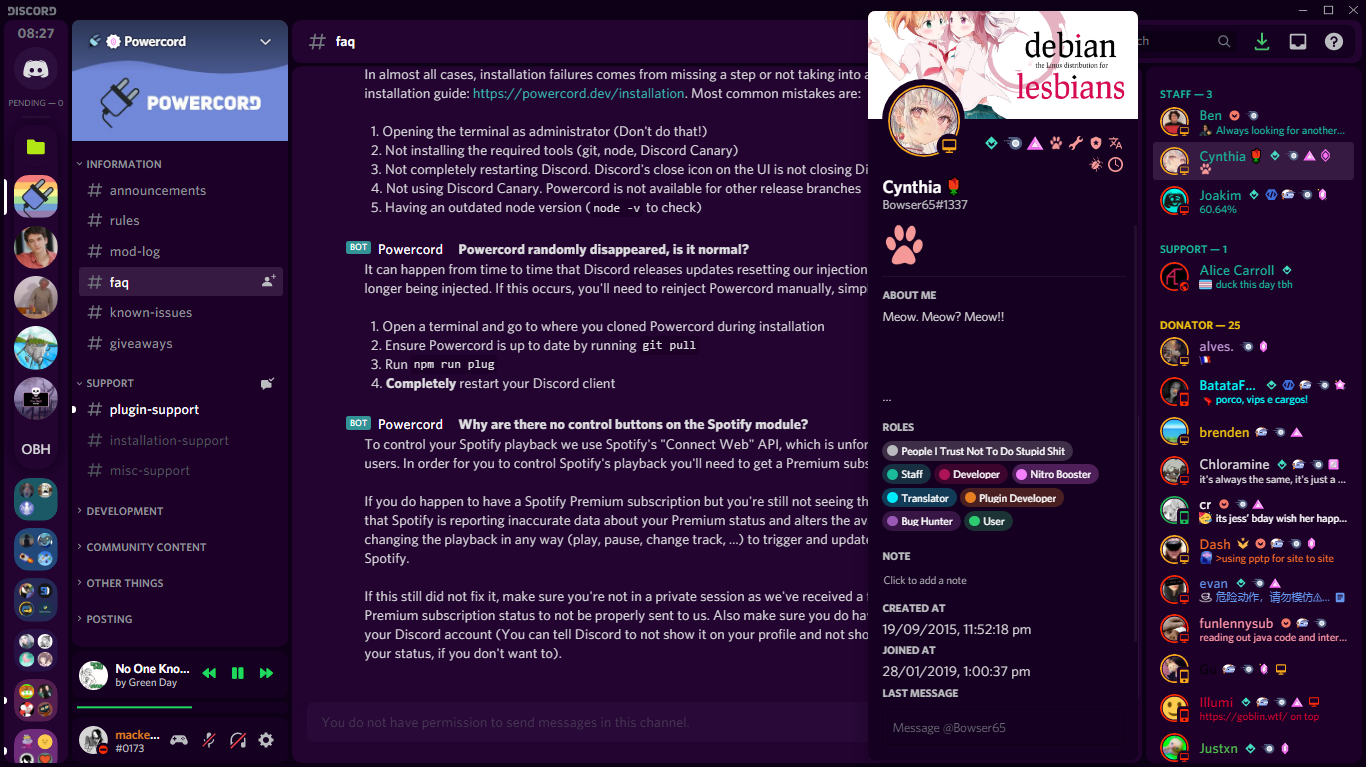 DISCORD
08:27
PENDING — 0
OBH
Powercord
POWERCORD
INFORMATION
announcements
rules
mod-log
faq
known-issues
giveaways
SUPPORT
plugin-support
installation-support
misc-support
DEVELOPMENT
COMMUNITY CONTENT
OTHER THINGS
POSTING
No One Kno...
by Green Day
macke...
#0173
faq
In almost all cases, installation failures comes from missing a step or not taking into
installation guide: https://powercord.dev/installation. Most common mistakes are:
1. Opening the terminal as administrator (Don't do that!)
2. Not installing the required tools (git, node, Discord Canary)
3. Not completely restarting Discord. Discord's close icon on the UI is not closing
4. Not using Discord Canary. Powercord is not available for other release branches
5. Having an outdated node version ( node -v to check)
BOT Powercord Powercord randomly disappeared, is it normal?
It can happen from time to time that Discord releases updates resetting our injection
longer being injected. If this occurs, you'll need to reinject Powercord manually,
1. Open a terminal and go to where you cloned Powercord during installation
2. Ensure Powercord is up to date by running git pull
3. Run npm run plug
4. Completely restart your Discord client
BOT Powercord Why are there no control buttons on the Spotify module?
To control your Spotify playback we use Spotify's "Connect Web" API, which is
users. In order for you to control Spotify's playback you'll need to get a Premium
If you do happen to have a Spotify Premium subscription but you're still not seeing
that Spotify is reporting inaccurate data about your Premium status and alters the
changing the playback in any way (play, pause, change track, ...) to trigger and update
Spotify.
If this still did not fix it, make sure you're not in a private session as we've received a
Premium subscription status to not be properly sent to us. Also make sure you do
your Discord account (You can tell Discord to not show it on your profile and not
your status, if you don't want to).
You do not have permission to send messages in this channel.
debian
the Linus distribution for
lesbians
Cynthia
Bowser65#1337
ABOUT ME
Meow. Meow? Meow!!
...
ROLES
People I Trust Not To Do Stupid Shit
Staff Developer Nitro Booster
Translator Plugin Developer
Bug Hunter User
NOTE
Click to add a note
CREATED AT
19/09/2015, 11:52:18 pm
JOINED AT
28/01/2019, 1:00:37 pm
LAST MESSAGE
Message @Bowser65
STAFF — 3
Ben
Always looking for another...
Cynthia
Joakim
60.64%
SUPPORT — 1
Alice Carroll
duck this day tbh
DONATOR — 25
alves.
BatataF...
porco, vips e cargos!
brenden
Chloramine
it's always the same, it's just a ...
cr
its jess' bday wish her happ...
Dash
>using pptp for site to site
evan
危险动作，请勿模仿⚠...
funlennysub
reading out java code and inter...
Illumi
https://goblin.wtf/ on top
Justxn